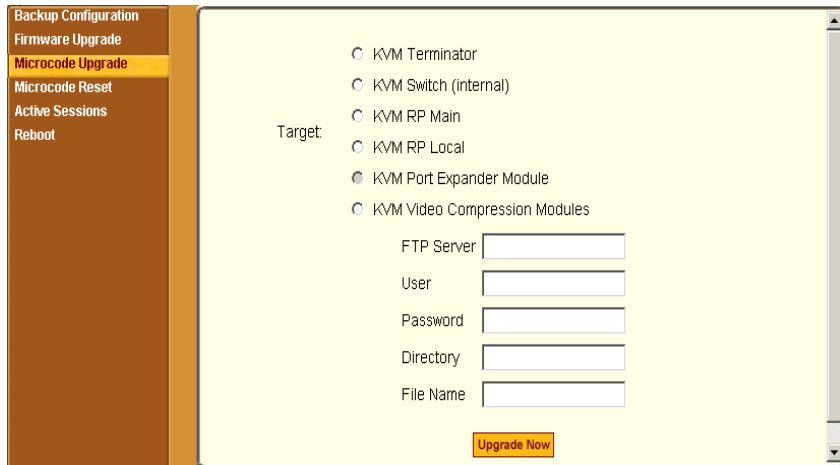 Backup Configuration
Firmware Upgrade
Microcode Upgrade
Microcode Reset
Active Sessions
Reboot
Target:
KVM Terminator
KVM Switch (internal)
KVM RP Main
KVM RP Local
KVM Port Expander Module
KVM Video Compression Modules
FTP Server
User
Password
Directory
File Name
Upgrade Now